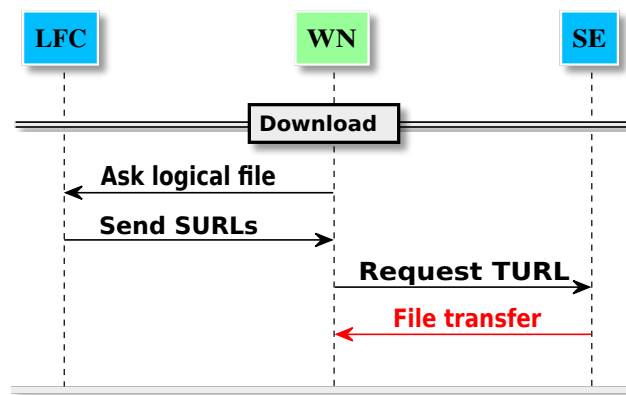 LFC
WN
SE
Download
Ask logical file
Send SURLs
Request TURL
File transfer